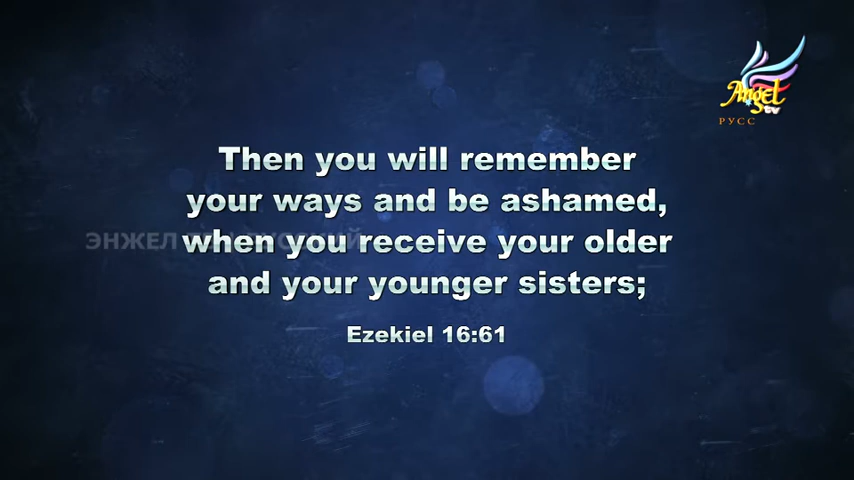 Angel
tv
РУСС
Then you will remember
your ways and be ashamed,
ЭНЖЕЛ
when you receive your older
and your younger sisters;
Ezekiel 16:61